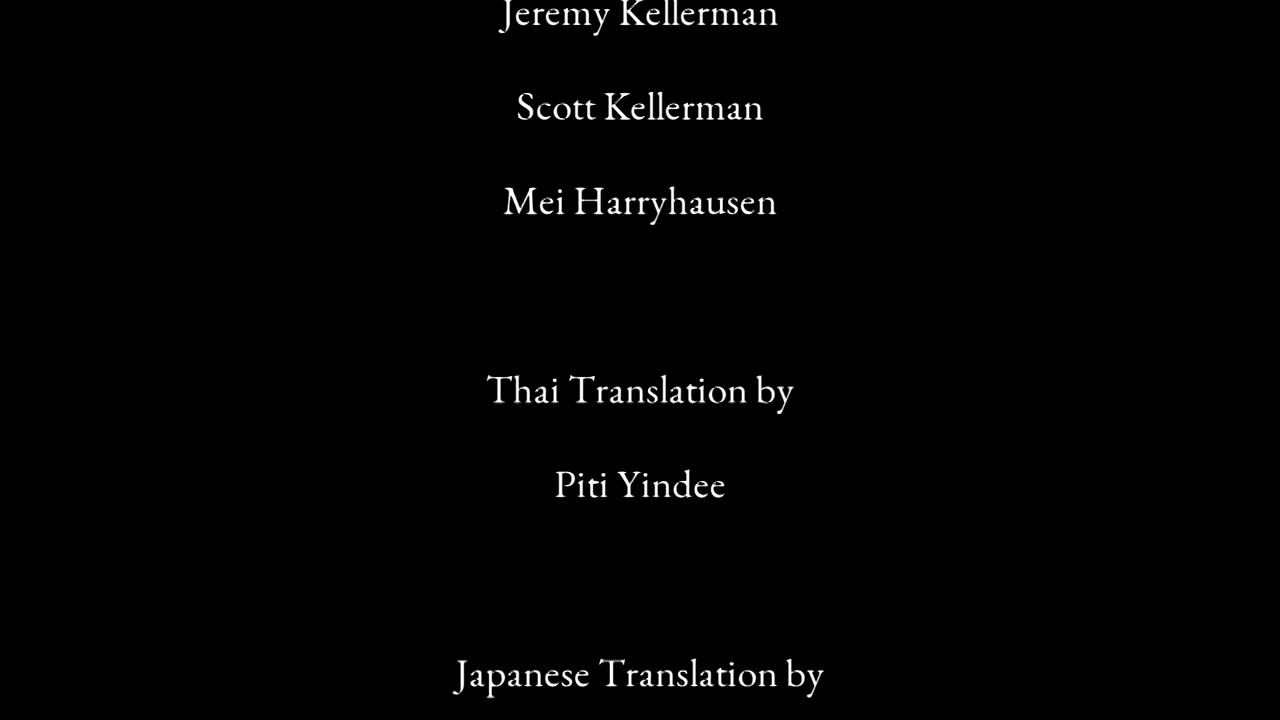 Jeremy Kellerman
Scott Kellerman
Mei Harryhausen
Thai Translation by
Piti Yindee
Japanese Translation by